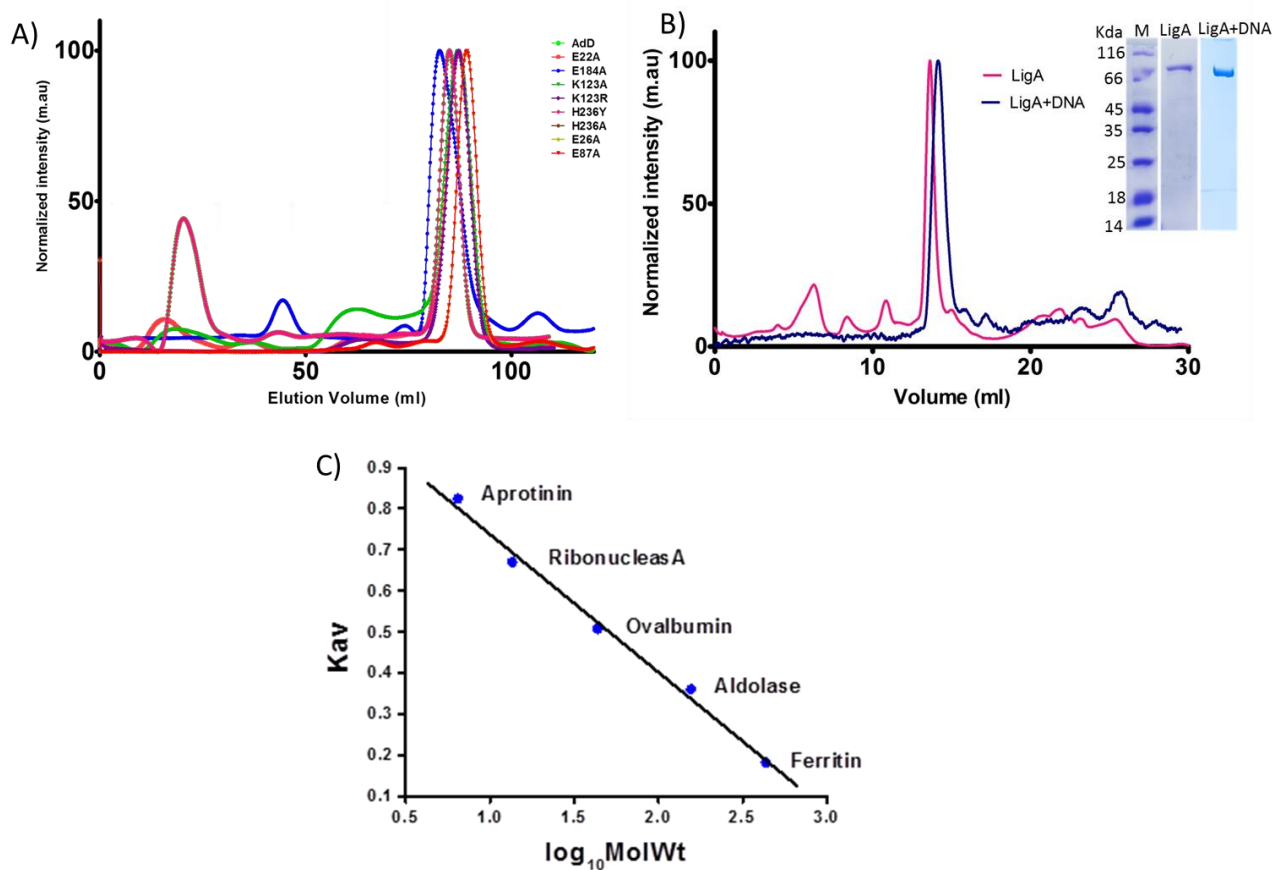 A)
Normalized intensity (m.au)
100
50
0
0
50
100
Elution Volume (ml)
AdD
E22A
E184A
K123A
K123R
H236Y
H236A
E26A
E87A
B)
Normalized intensity (m.au)
100
50
0
0
10
20
30
Volume (ml)
LigA
LigA+DNA
Kda M LigA LigA+DNA
116
66
45
35
25
18
14
C)
Kav
0.9
0.8
0.7
0.6
0.5
0.4
0.3
0.2
0.1
0.5
1.0
1.5
2.0
2.5
3.0
log10MolWt
Aprotinin
RibonucleasA
Ovalbumin
Aldolase
Ferritin